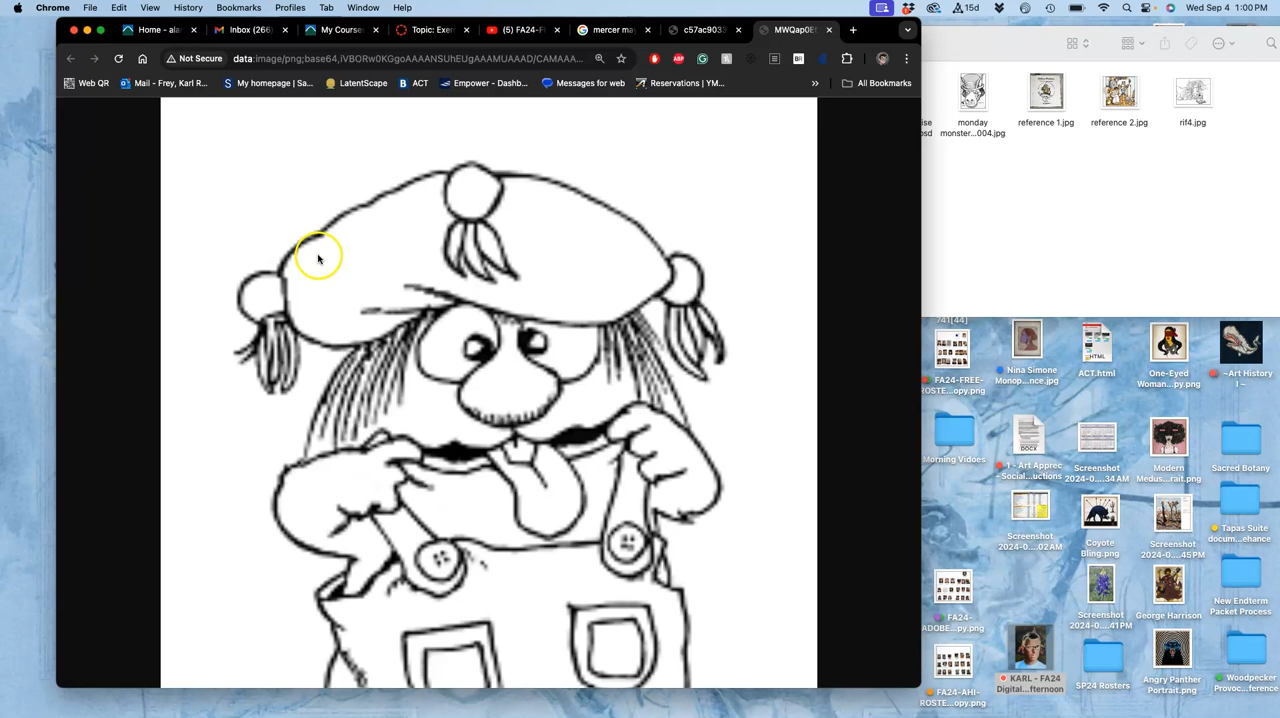 Chrome File Edit View History Bookmarks Profiles Tab Window Help 15d Wed Sep 4 1:00 PM
Home - ala Inbox (266) My Courses Topic: Exer (5) FA24-F mercer ma c57ac9033 MWQap0E
Not Secure data:image/png;base64,iVBORw0KGgoAAAANSUhEUgAAAMUAAAD/CAMAAA...
Web QR Mail - Frey, Karl R... My homepage | Sa... LatentScape ACT Empower - Dashb... Messages for web Reservations | YM... » All Bookmarks
monday
monster...004.jpg
reference 1.jpg
reference 2.jpg
rif4.jpg
741[44]
FA24-FREE-
ROSTE...opy.png
Nina Simone
Monop...nce.jpg
ACT.html
One-Eyed
Woman...py.png
~Art History
I ~
Morning Vidoes
1 - Art Apprec
- Social...uctions
Screenshot
2024-0....34 AM
Modern
Medus...rait.png
Sacred Botany
Screenshot
2024-0....02 AM
Coyote
Bling.png
Screenshot
2024-0....45 PM
Tapas Suite
docum...ehance
FA24-
ADOBE...py.png
Screenshot
2024-0....41 PM
George Harrison
New Endterm
Packet Process
FA24-AHI-
ROSTE...opy.png
KARL - FA24
Digital...fternoon
SP24 Rosters
Angry Panther
Portrait.png
Woodpecker
Provoc...ference